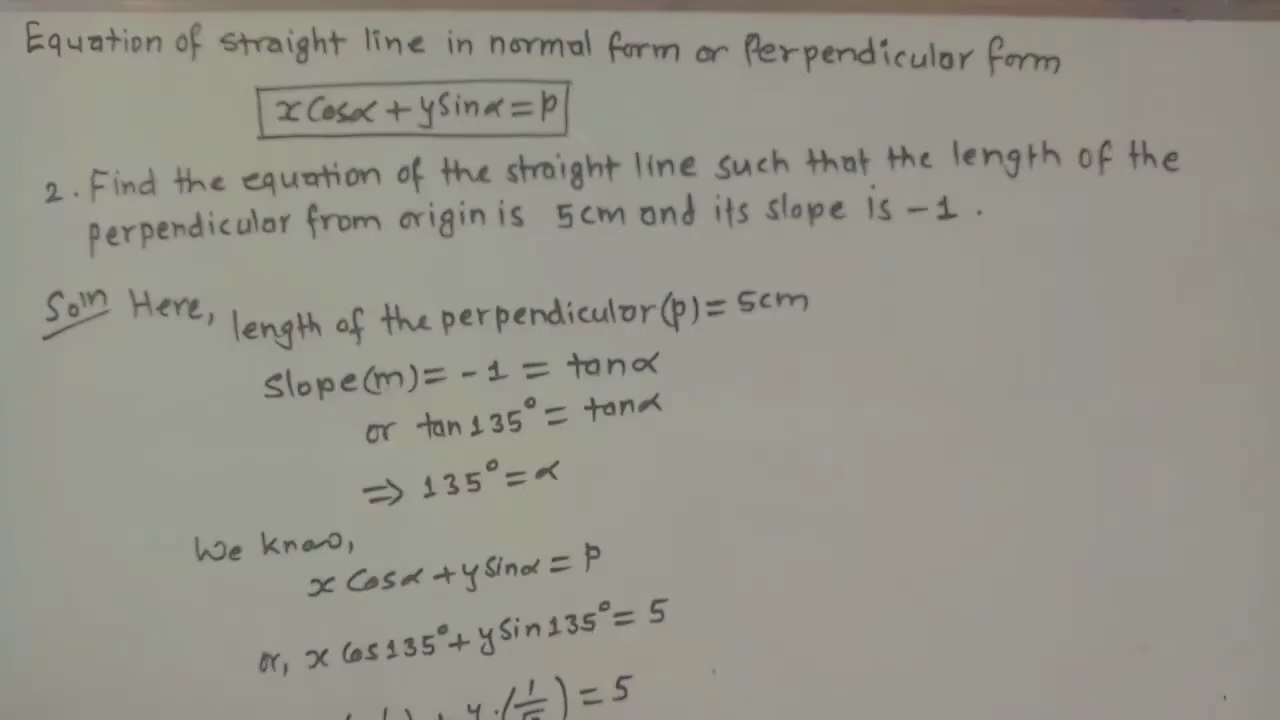 Equation of straight line in normal form or Perpendicular form
x Cosα + y Sinα = p
2. Find the equation of the straight line such that the length of the
perpendicular from origin is 5cm and its slope is -1.
Soln Here, length of the perpendicular (p) = 5cm
Slope (m) = -1 = tanα
or tan 135° = tanα
⇒ 135° = α
We know,
x Cosα + y Sinα = p
or, x Cos 135° + y Sin 135° = 5
+ y · (1/ ) = 5